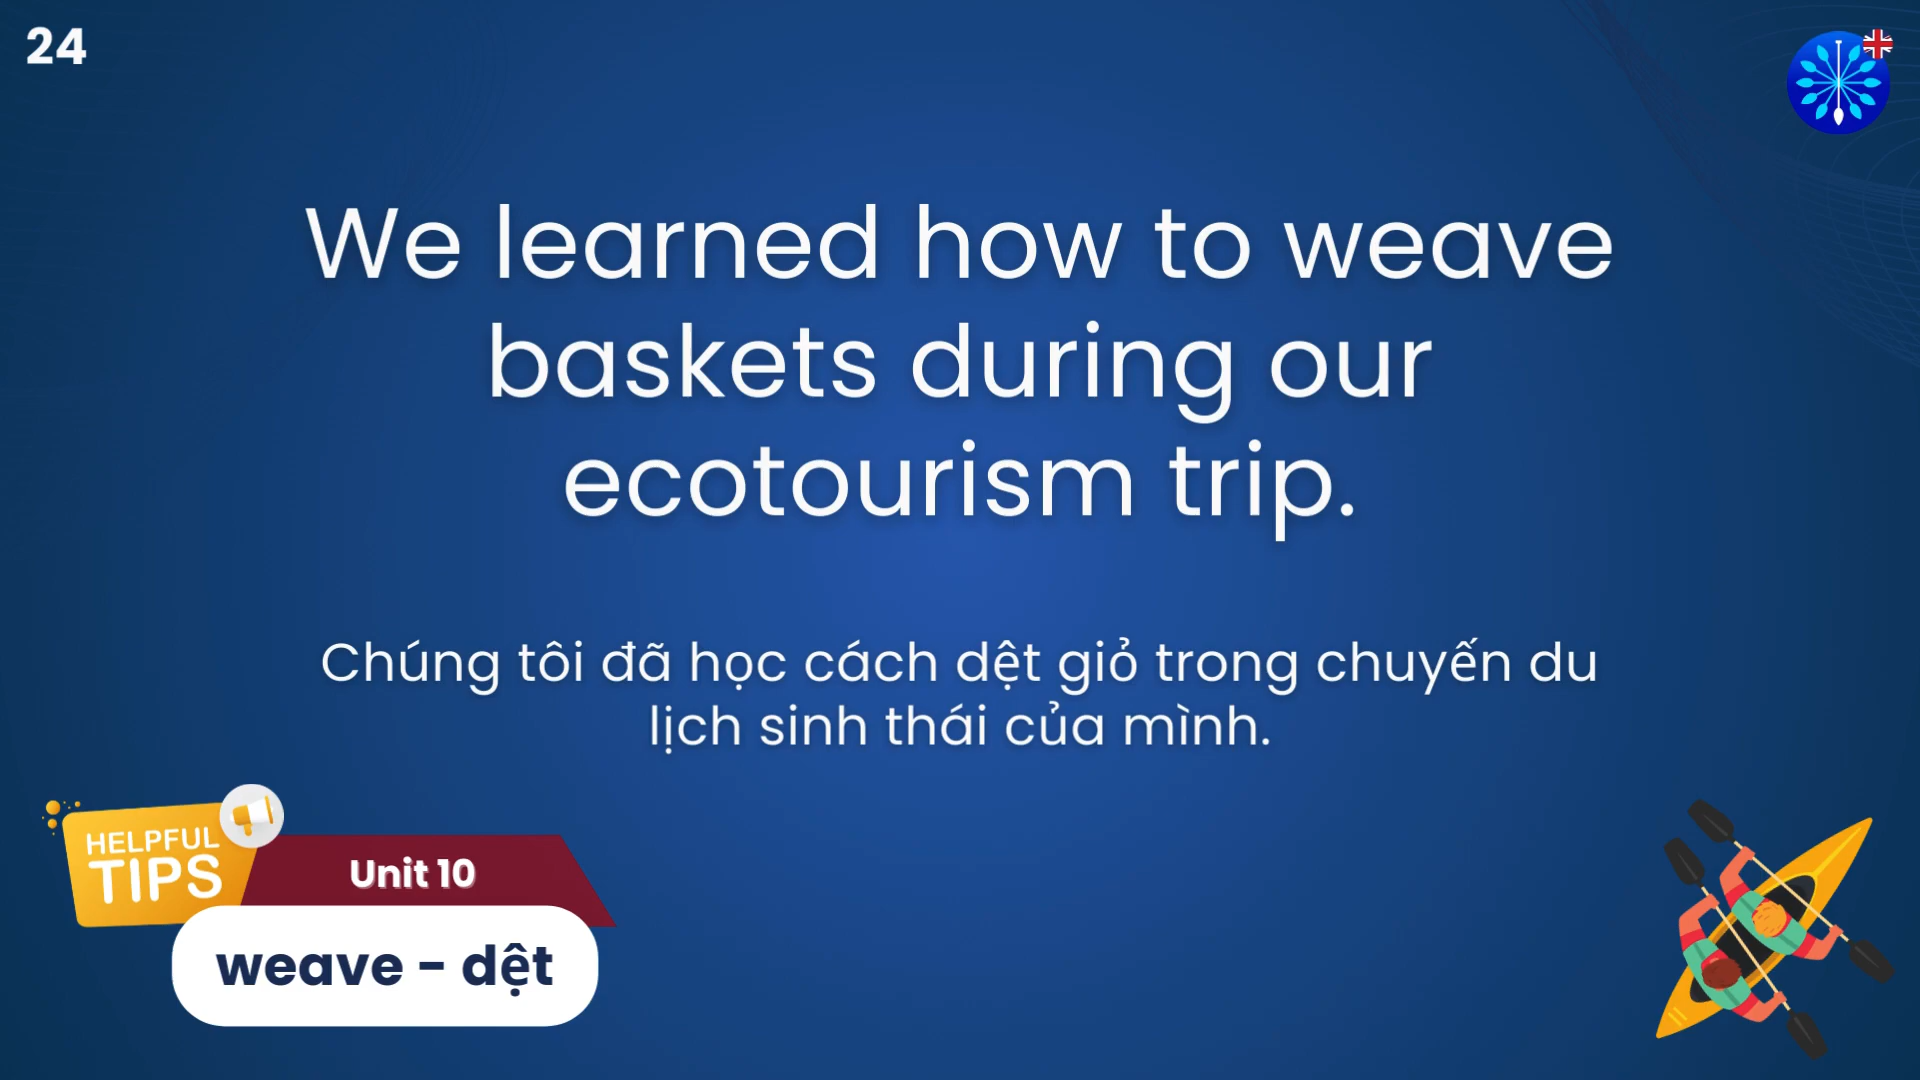 24
We learned how to weave
baskets during our
ecotourism trip.
Chúng tôi đã học cách dệt giỏ trong chuyến du
lịch sinh thái của mình.
HELPFUL
TIPS
Unit 10
weave - dệt